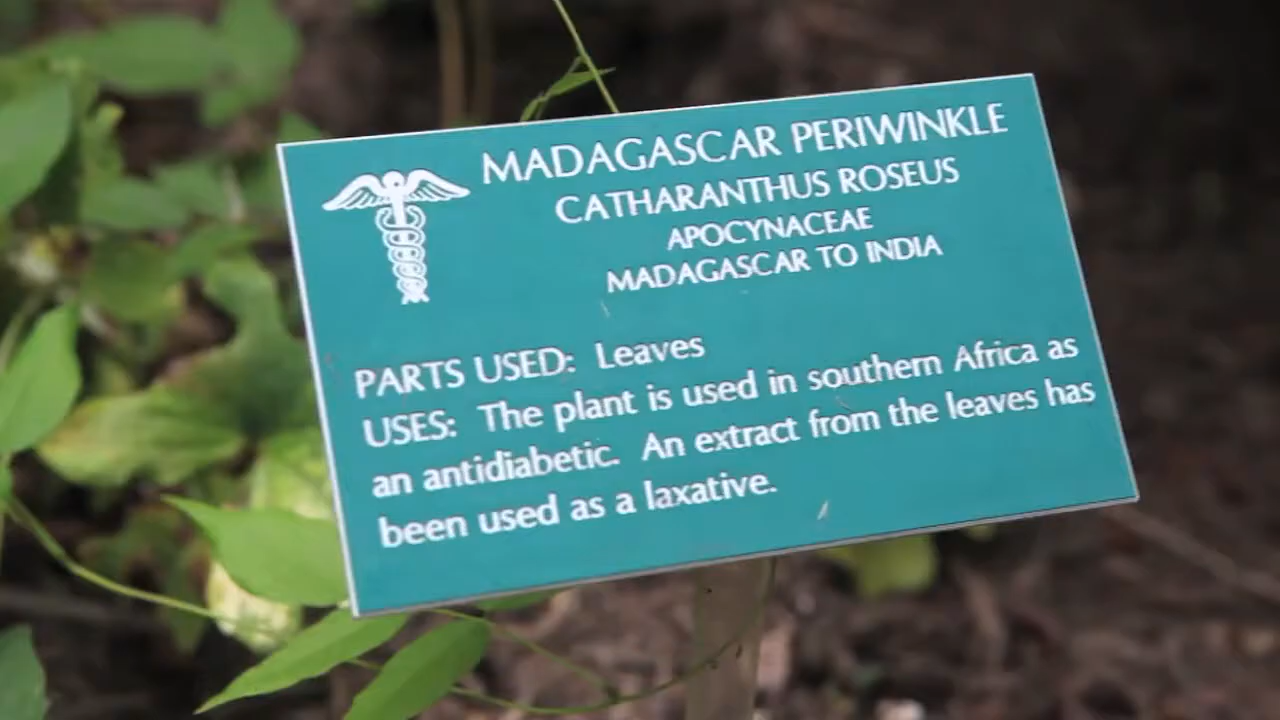 MADAGASCAR PERIWINKLE
CATHARANTHUS ROSEUS
APOCYNACEAE
MADAGASCAR TO INDIA
PARTS USED: Leaves
USES: The plant is used in southern Africa as
an antidiabetic. An extract from the leaves has
been used as a laxative.